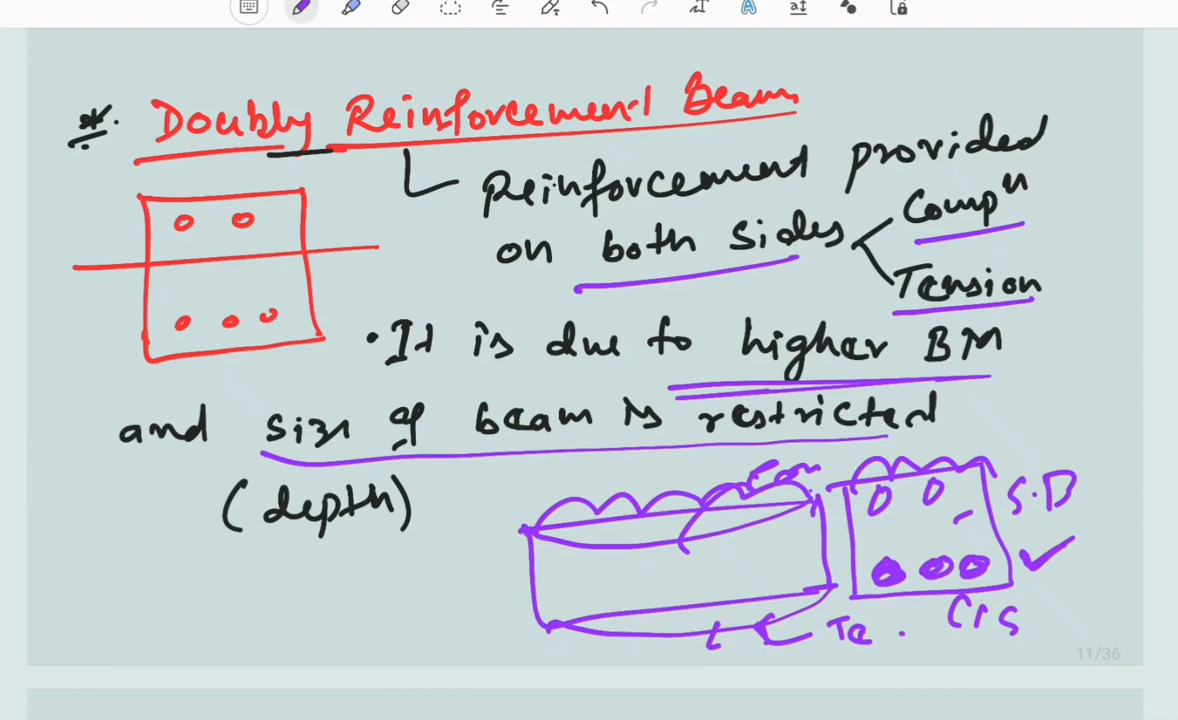 *. Doubly Reinforcement Beam
Reinforcement provided
on both sides
Compⁿ
Tension
• It is due to higher BM
and size of beam is restricted
(depth)
Com
S.D
Te.
C/S
11/36